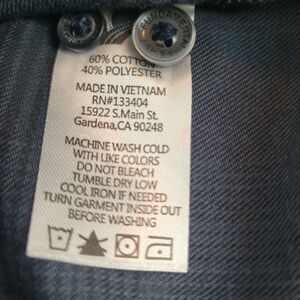 FUNDAMENTAL
60% COTTON
40% POLYESTER
MADE IN VIETNAM
RN#133404
15922 S.Main St.
Gardena,CA 90248
MACHINE WASH COLD
WITH LIKE COLORS
DO NOT BLEACH
TUMBLE DRY LOW
COOL IRON IF NEEDED
TURN GARMENT INSIDE OUT
BEFORE WASHING